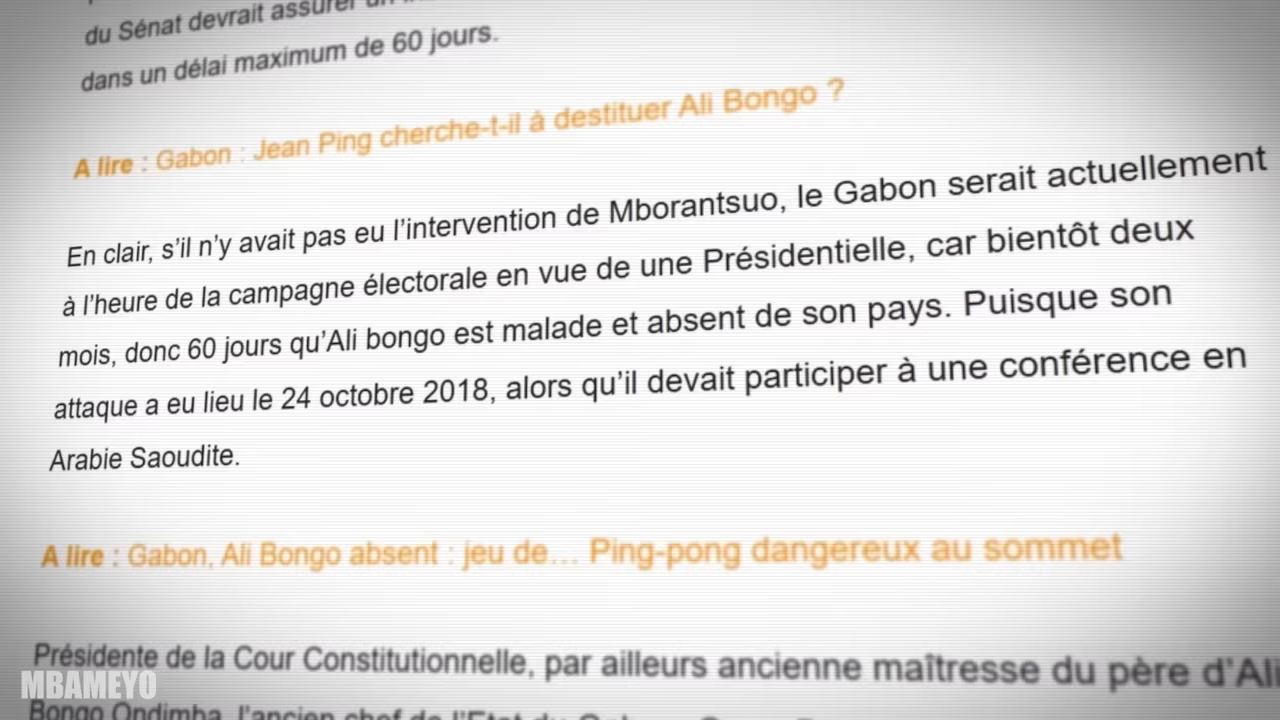 du Sénat devrait assurer un
dans un délai maximum de 60 jours.
A lire : Gabon : Jean Ping cherche-t-il à destituer Ali Bongo ?
En clair, s’il n’y avait pas eu l’intervention de Mborantsuo, le Gabon serait actuellement
à l’heure de la campagne électorale en vue de une Présidentielle, car bientôt deux
mois, donc 60 jours qu’Ali bongo est malade et absent de son pays. Puisque son
attaque a eu lieu le 24 octobre 2018, alors qu’il devait participer à une conférence en
Arabie Saoudite.
A lire : Gabon, Ali Bongo absent : jeu de… Ping-pong dangereux au sommet
Présidente de la Cour Constitutionnelle, par ailleurs ancienne maîtresse du père d’Ali
MBAMEYO
Bongo Ondimba, l’ancien chef de l’Etat du